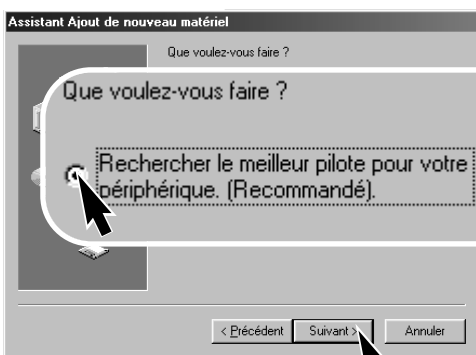 Assistant Ajout de nouveau matériel
Que voulez-vous faire ?
Que voulez-vous faire ?
Rechercher le meilleur pilote pour votre
périphérique. (Recommandé).
< Précédent
Suivant >
Annuler